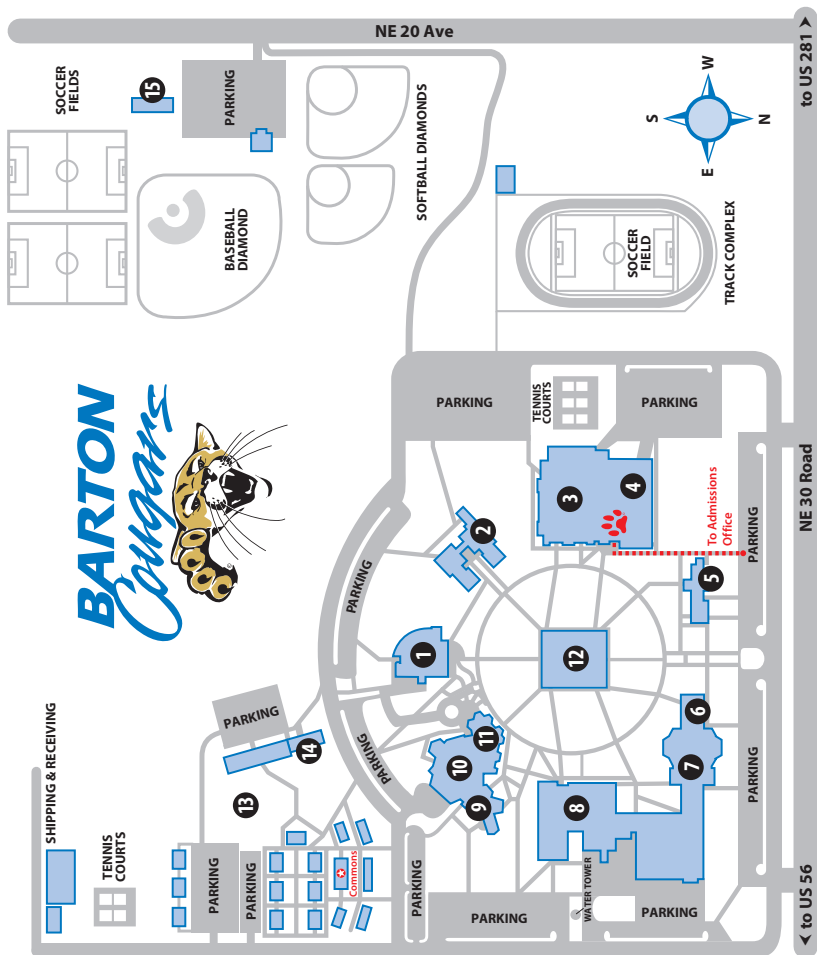 NE 20 Ave
to US 281
SOCCER
FIELDS
15
PARKING
SOFTBALL DIAMONDS
W
S
N
E
BASEBALL
DIAMOND
SOCCER
FIELD
TRACK COMPLEX
BARTON
Cougars
®
PARKING
TENNIS
COURTS
PARKING
3
4
2
To Admissions
Office
PARKING
NE 30 Road
PARKING
5
1
12
PARKING
14
PARKING
11
10
9
6
7
8
PARKING
SHIPPING & RECEIVING
13
TENNIS
COURTS
PARKING
PARKING
Commons
PARKING
PARKING
WATER TOWER
PARKING
to US 56